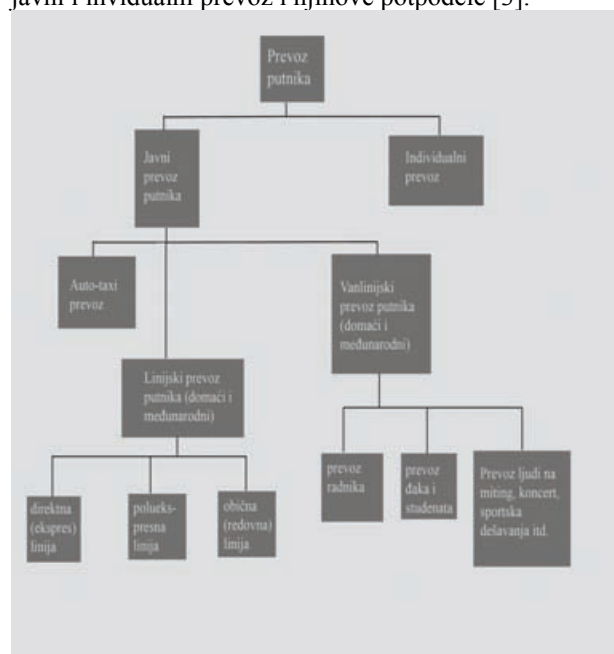 javni i invidualni prevoz i njihove potpodele [5].
Prevoz
putnika
Javni
prevoz
putnika
Individualni
prevoz
Auto-taxi
prevoz
Vanlinijski
prevoz putnika
(domaći i
međunarodni)
Linijski prevoz
putnika (domaći i
međunarodni)
direktna
(ekspres)
linija
polueks-
presna
linija
obična
(redovna)
linija
prevoz
radnika
prevoz
đaka i
studenata
Prevoz ljudi na
miting, koncert,
sportska
dešavanja itd.